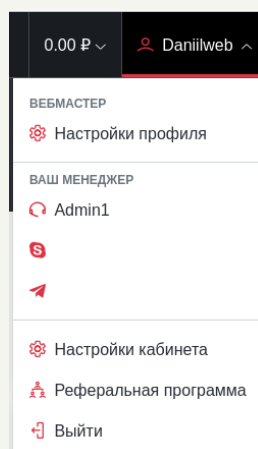 0.00 ₽ Daniilweb
ВЕБМАСТЕР
Настройки профиля
ВАШ МЕНЕДЖЕР
Admin1
Настройки кабинета
Реферальная программа
Выйти